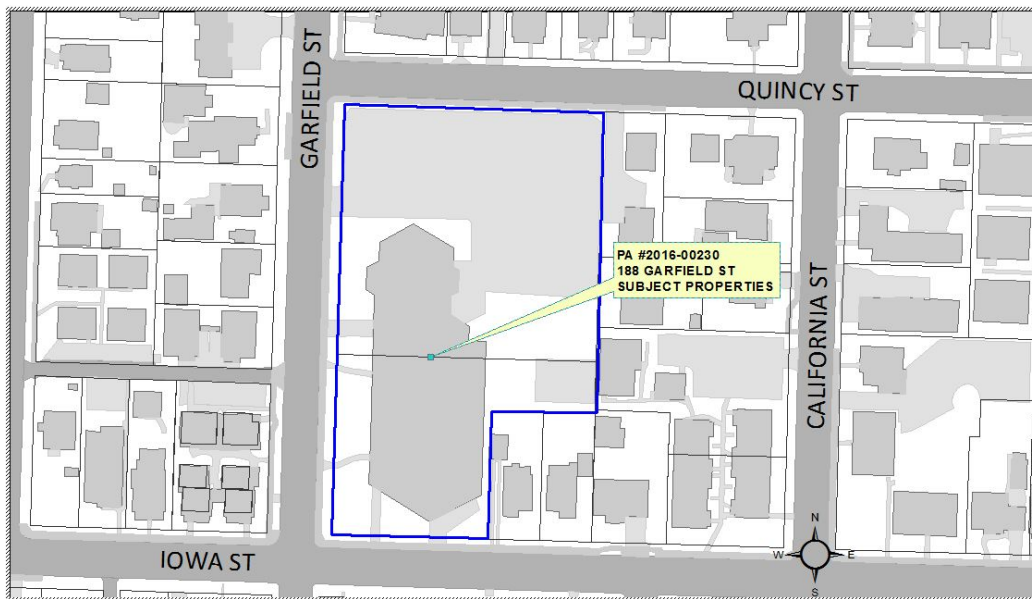 GARFIELD ST
QUINCY ST
PA #2016-00230
188 GARFIELD ST
SUBJECT PROPERTIES
CALIFORNIA ST
IOWA ST
N
W E
S